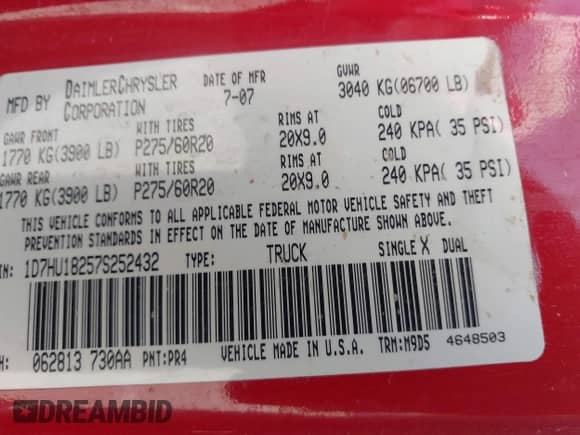 MFD BY DAIMLERCHRYSLER CORPORATION
DATE OF MFR 7-07
GVWR 3040 KG(06700 LB)
GAWR FRONT 1770 KG(3900 LB)
WITH TIRES P275/60R20
RIMS AT 20X9.0
COLD 240 KPA( 35 PSI)
GAWR REAR 1770 KG(3900 LB)
WITH TIRES P275/60R20
RIMS AT 20X9.0
COLD 240 KPA( 35 PSI)
THIS VEHICLE CONFORMS TO ALL APPLICABLE FEDERAL MOTOR VEHICLE SAFETY AND THEFT
PREVENTION STANDARDS IN EFFECT ON THE DATE OF MANUFACTURE SHOWN ABOVE.
IN: 1D7HU18257S252432 TYPE: TRUCK SINGLE X DUAL
H: 062813 730AA PNT:PR4 VEHICLE MADE IN U.S.A. TRM:M9D5 4648503
DREAMBID